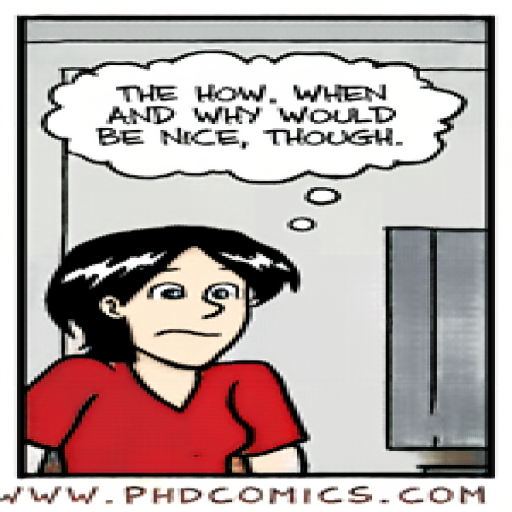 THE HOW. WHEN
AND WHY WOULD
BE NICE, THOUGH.
WWW.PHDCOMICS.COM